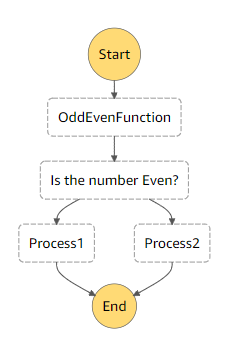 Start
OddEvenFunction
Is the number Even?
Process1
Process2
End